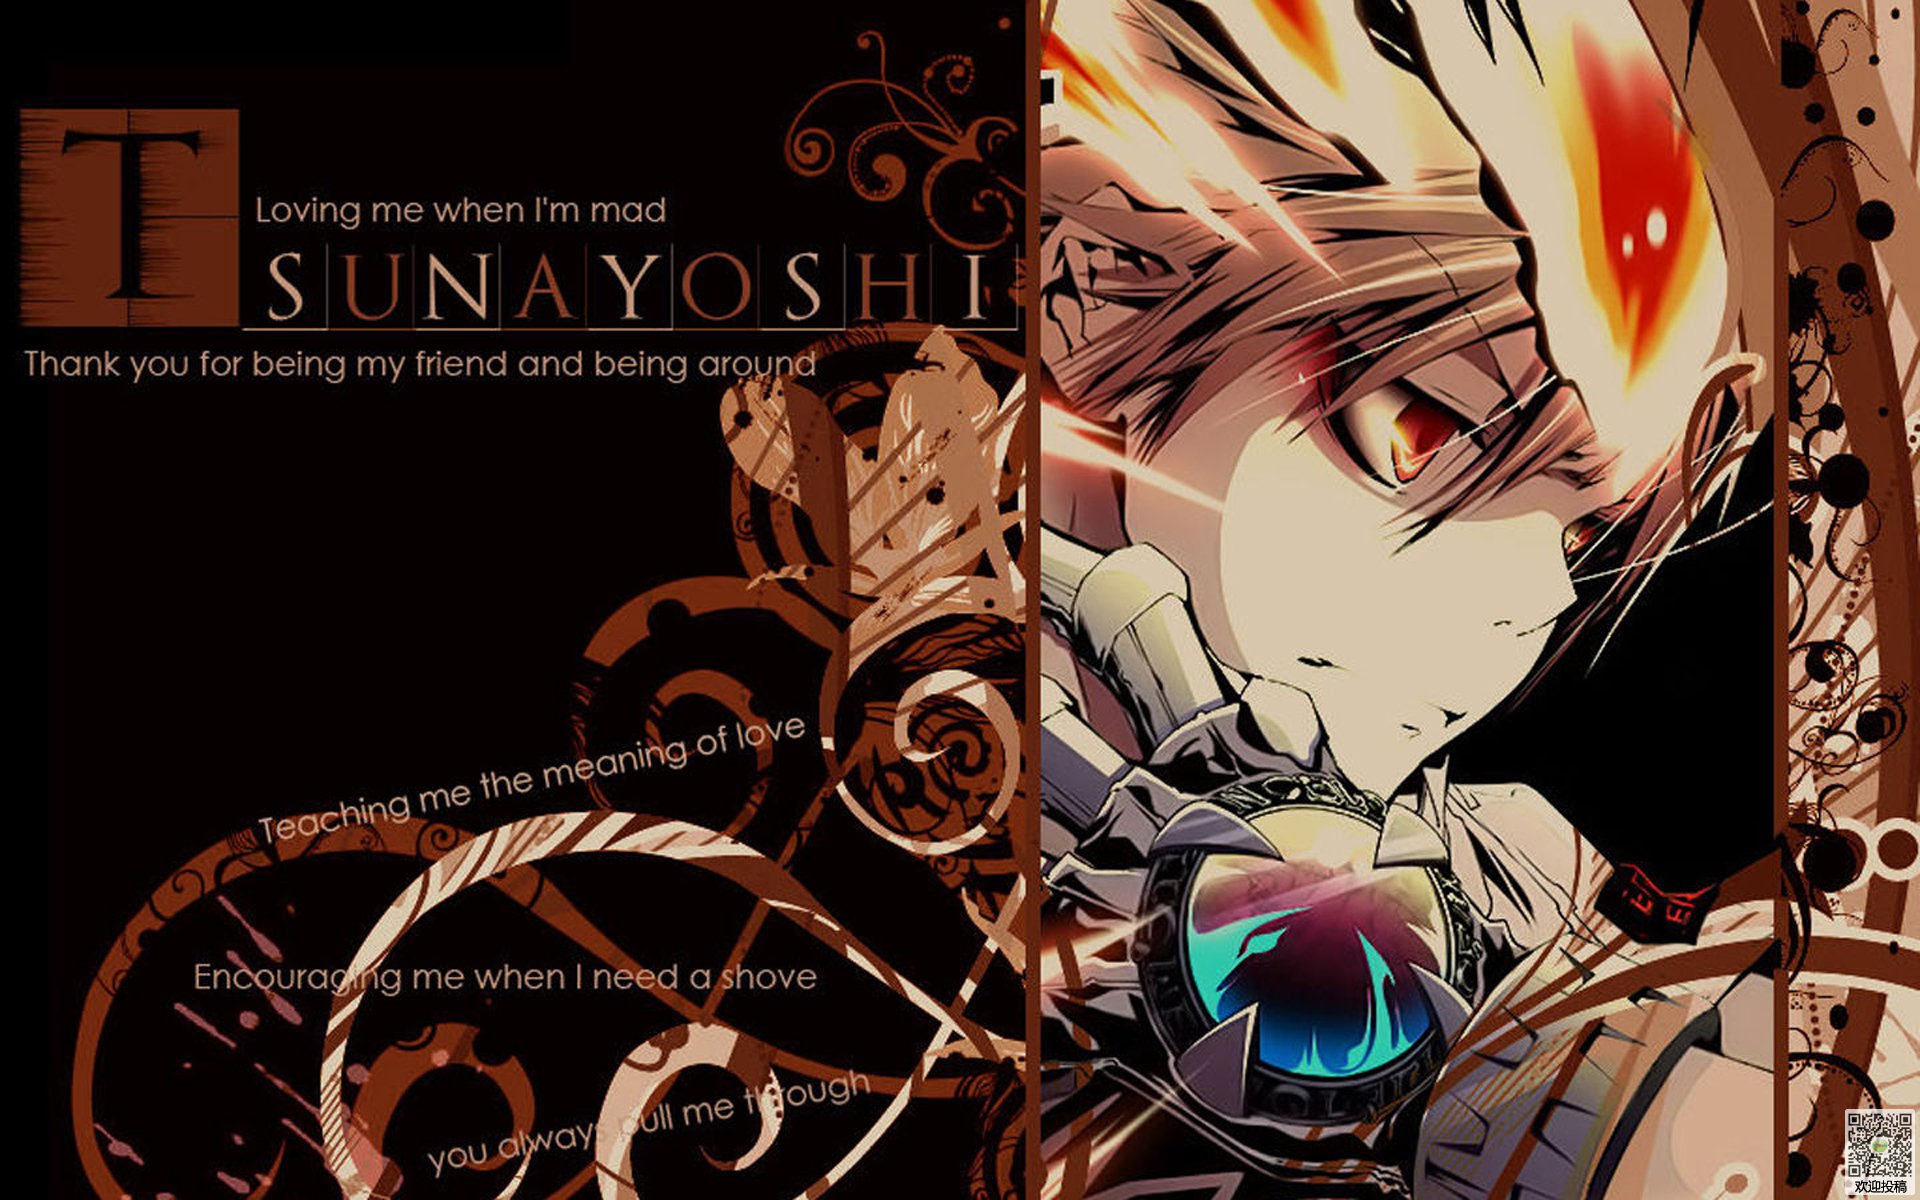 Loving me when I'm mad
TSUNAYOSHI
Thank you for being my friend and being around
Teaching me the meaning of love
Encouraging me when I need a shove
you always pull me through
欢迎投稿